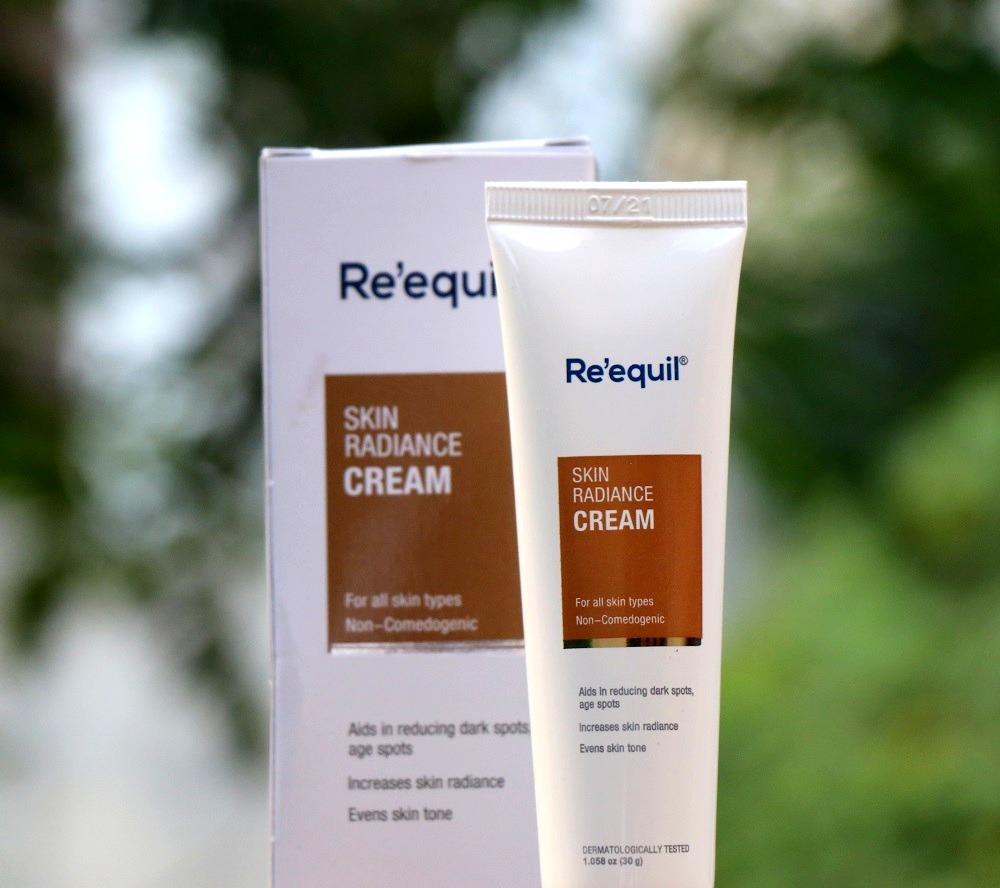 Re'equi
SKIN
RADIANCE
CREAM
For all skin types
Non-Comedogenic
Aids in reducing dark spots,
age spots
Increases skin radiance
Evens skin tone
07/21
Re'equil®
SKIN
RADIANCE
CREAM
For all skin types
Non-Comedogenic
Aids in reducing dark spots,
age spots
Increases skin radiance
Evens skin tone
DERMATOLOGICALLY TESTED
1.058 oz (30 g)